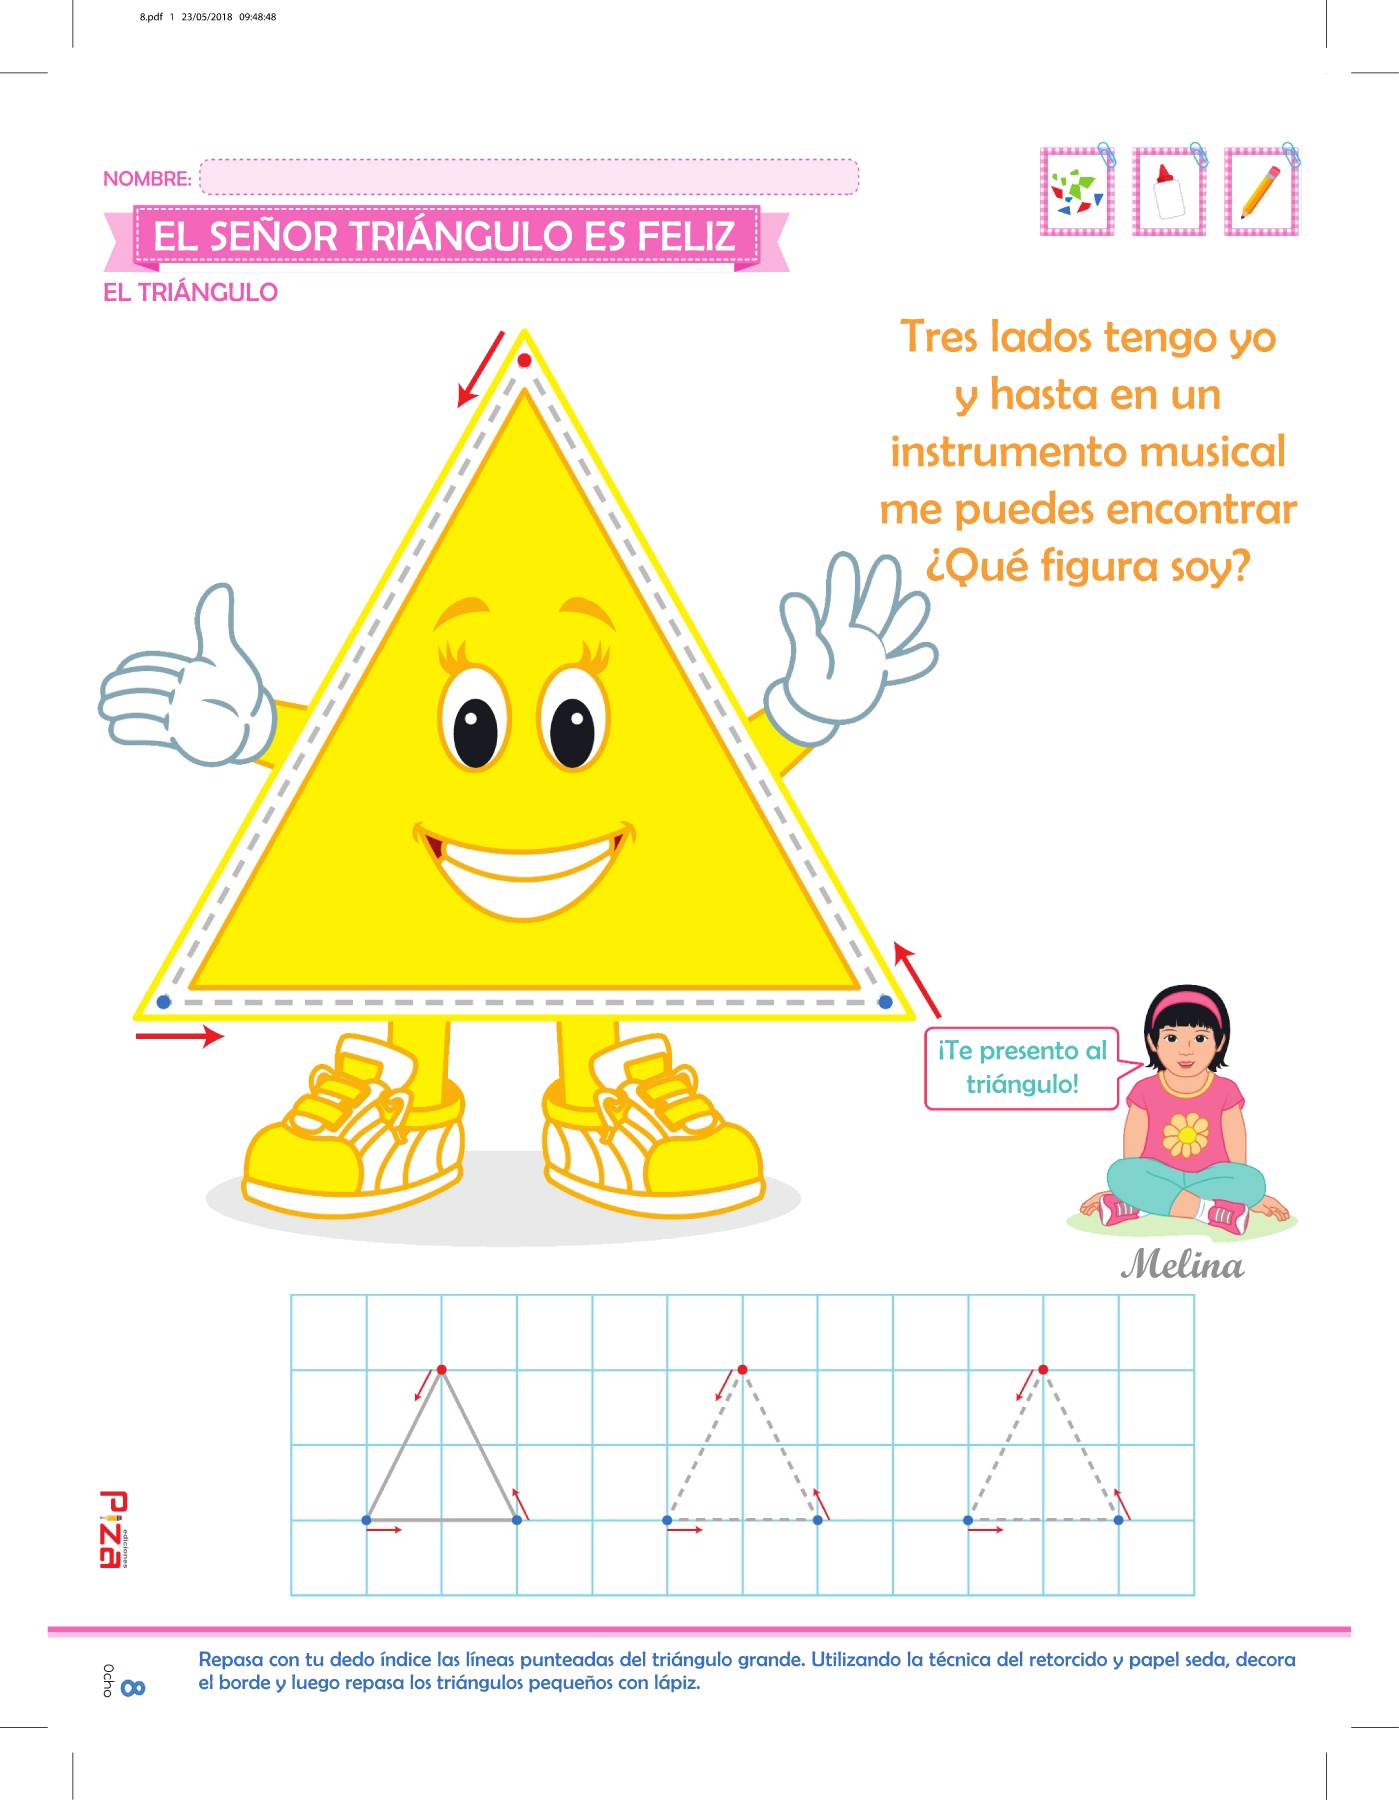 8.pdf 1 23/05/2018 09:48:48
NOMBRE:
EL SEÑOR TRIÁNGULO ES FELIZ
EL TRIÁNGULO
Tres lados tengo yo
y hasta en un
instrumento musical
me puedes encontrar
¿Qué figura soy?
¡Te presento al
triángulo!
Melina
Piza
ediciones
8
Ocho
Repasa con tu dedo índice las líneas punteadas del triángulo grande. Utilizando la técnica del retorcido y papel seda, decora
el borde y luego repasa los triángulos pequeños con lápiz.